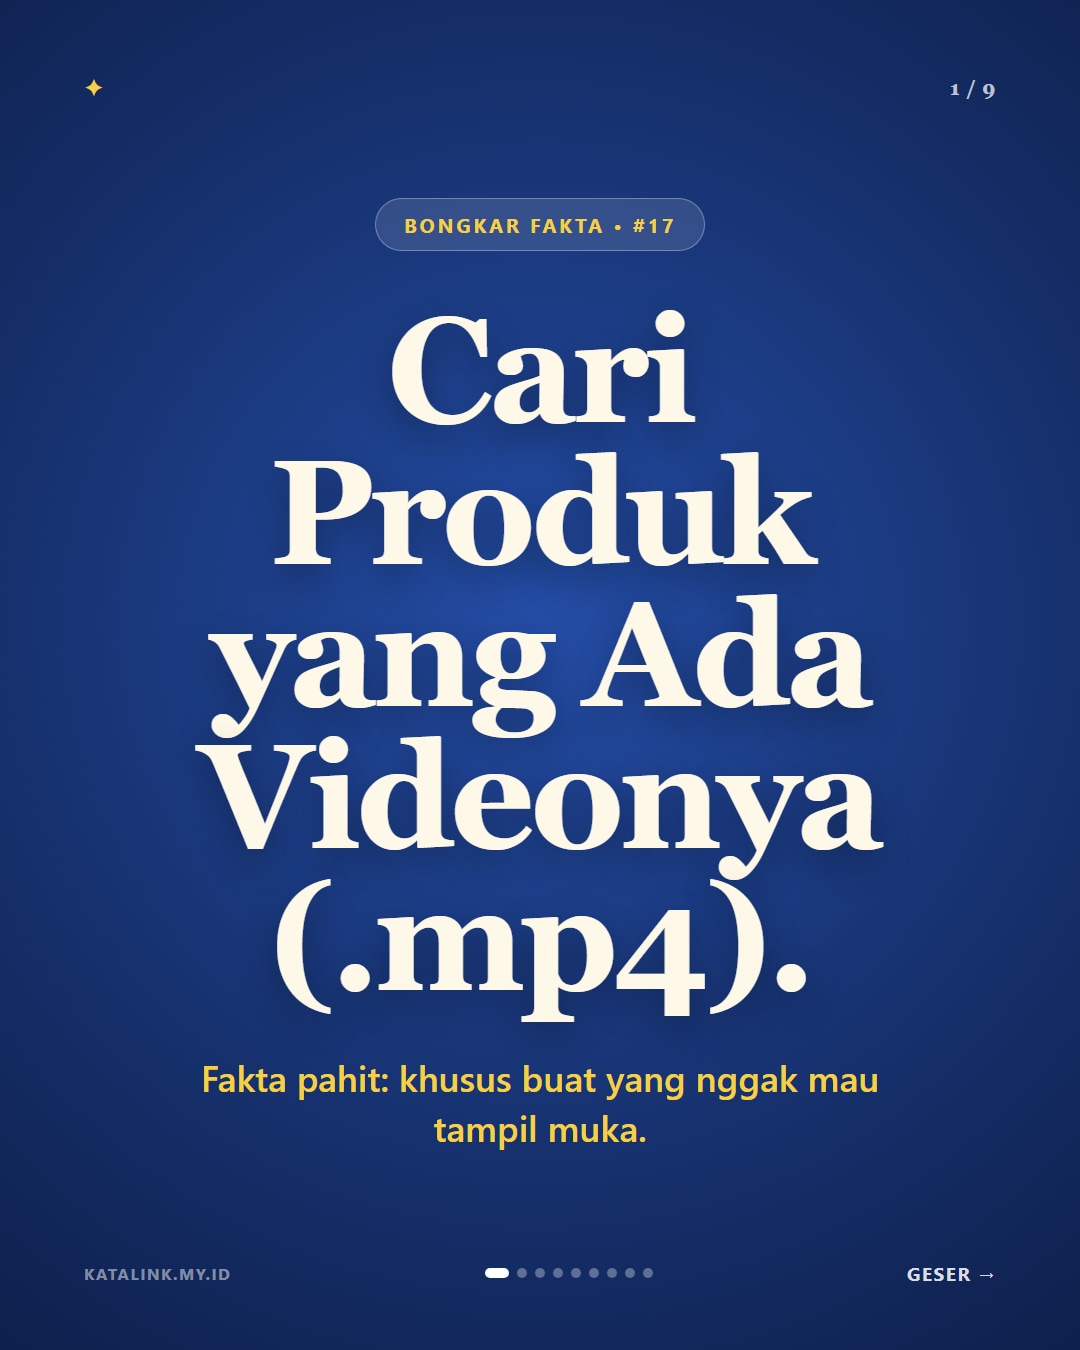 1 / 9
BONGKAR FAKTA • #17
Cari
Produk
yang Ada
Videonya
(.mp4).
Fakta pahit: khusus buat yang nggak mau
tampil muka.
KATALINK.MY.ID
GESER →